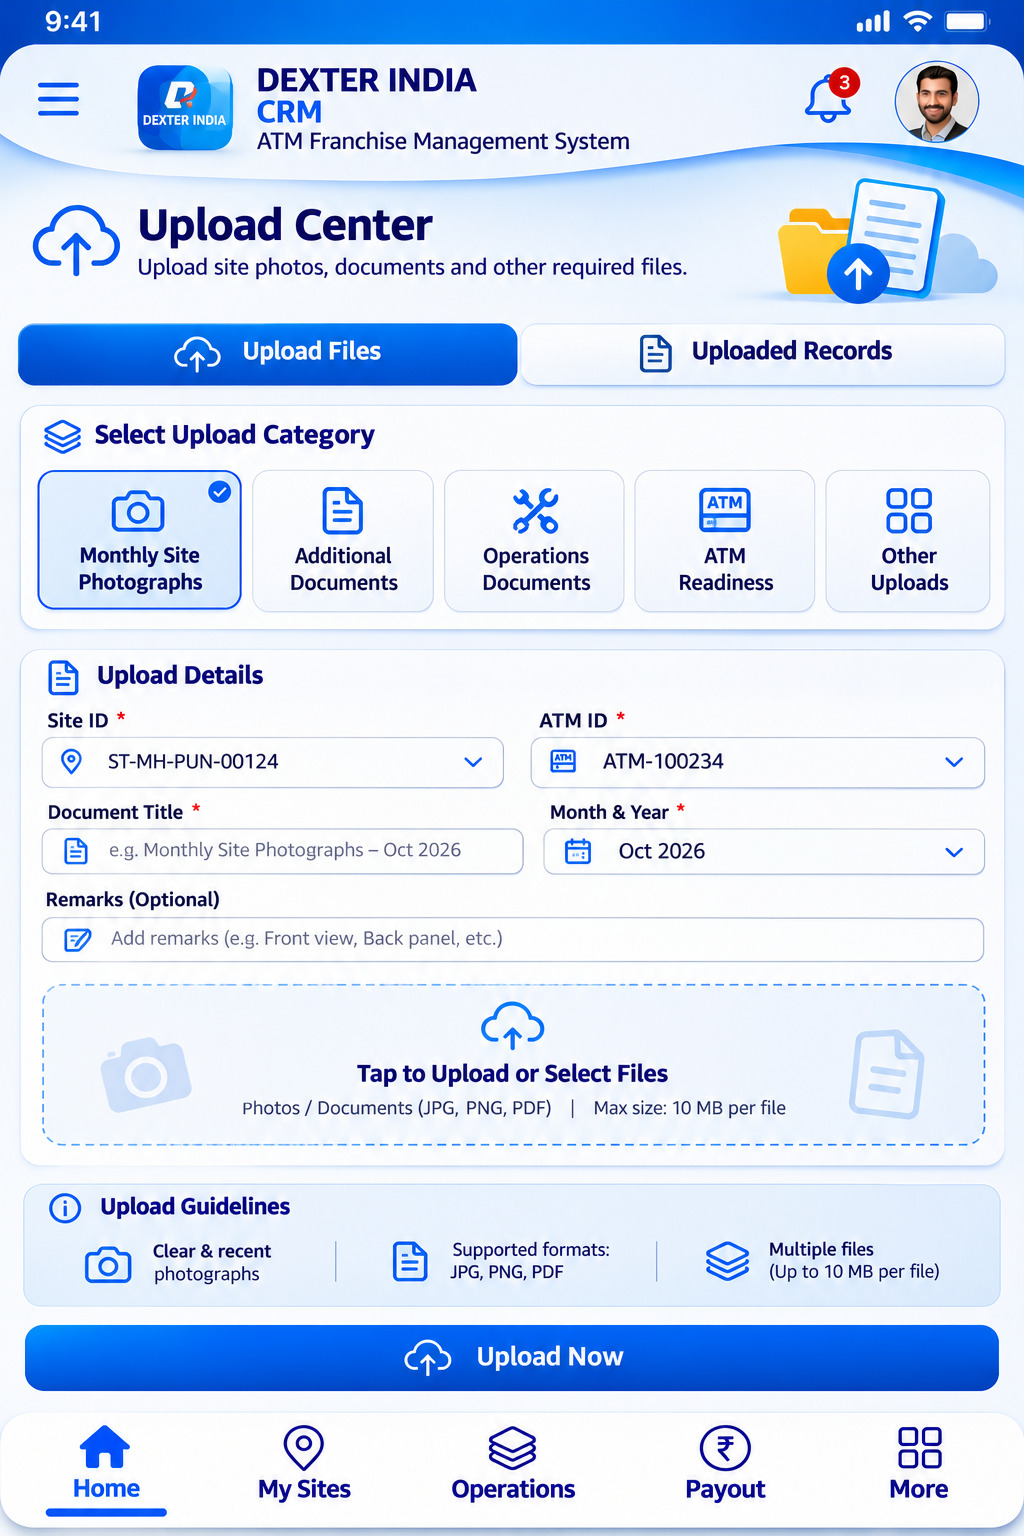 9:41
DEXTER INDIA
DEXTER INDIA
CRM
ATM Franchise Management System
3
Upload Center
Upload site photos, documents and other required files.
Upload Files
Uploaded Records
Select Upload Category
Monthly Site
Photographs
Additional
Documents
Operations
Documents
ATM
ATM
Readiness
Other
Uploads
Upload Details
Site ID *
ATM ID *
ST-MH-PUN-00124
ATM
ATM-100234
Document Title *
Month & Year *
e.g. Monthly Site Photographs – Oct 2026
Oct 2026
Remarks (Optional)
Add remarks (e.g. Front view, Back panel, etc.)
Tap to Upload or Select Files
Photos / Documents (JPG, PNG, PDF) | Max size: 10 MB per file
Upload Guidelines
Clear & recent
photographs
Supported formats:
JPG, PNG, PDF
Multiple files
(Up to 10 MB per file)
Upload Now
Home
My Sites
Operations
₹
Payout
More